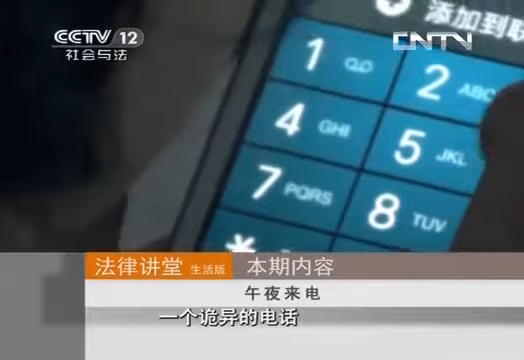 CCTV 12
社会与法
CNTV
添加到联
1
2 ABC
4 GHI
5 JKL
7 PQRS
8 TUV
*
法律讲堂 生活版 本期内容
午夜来电
一个诡异的电话